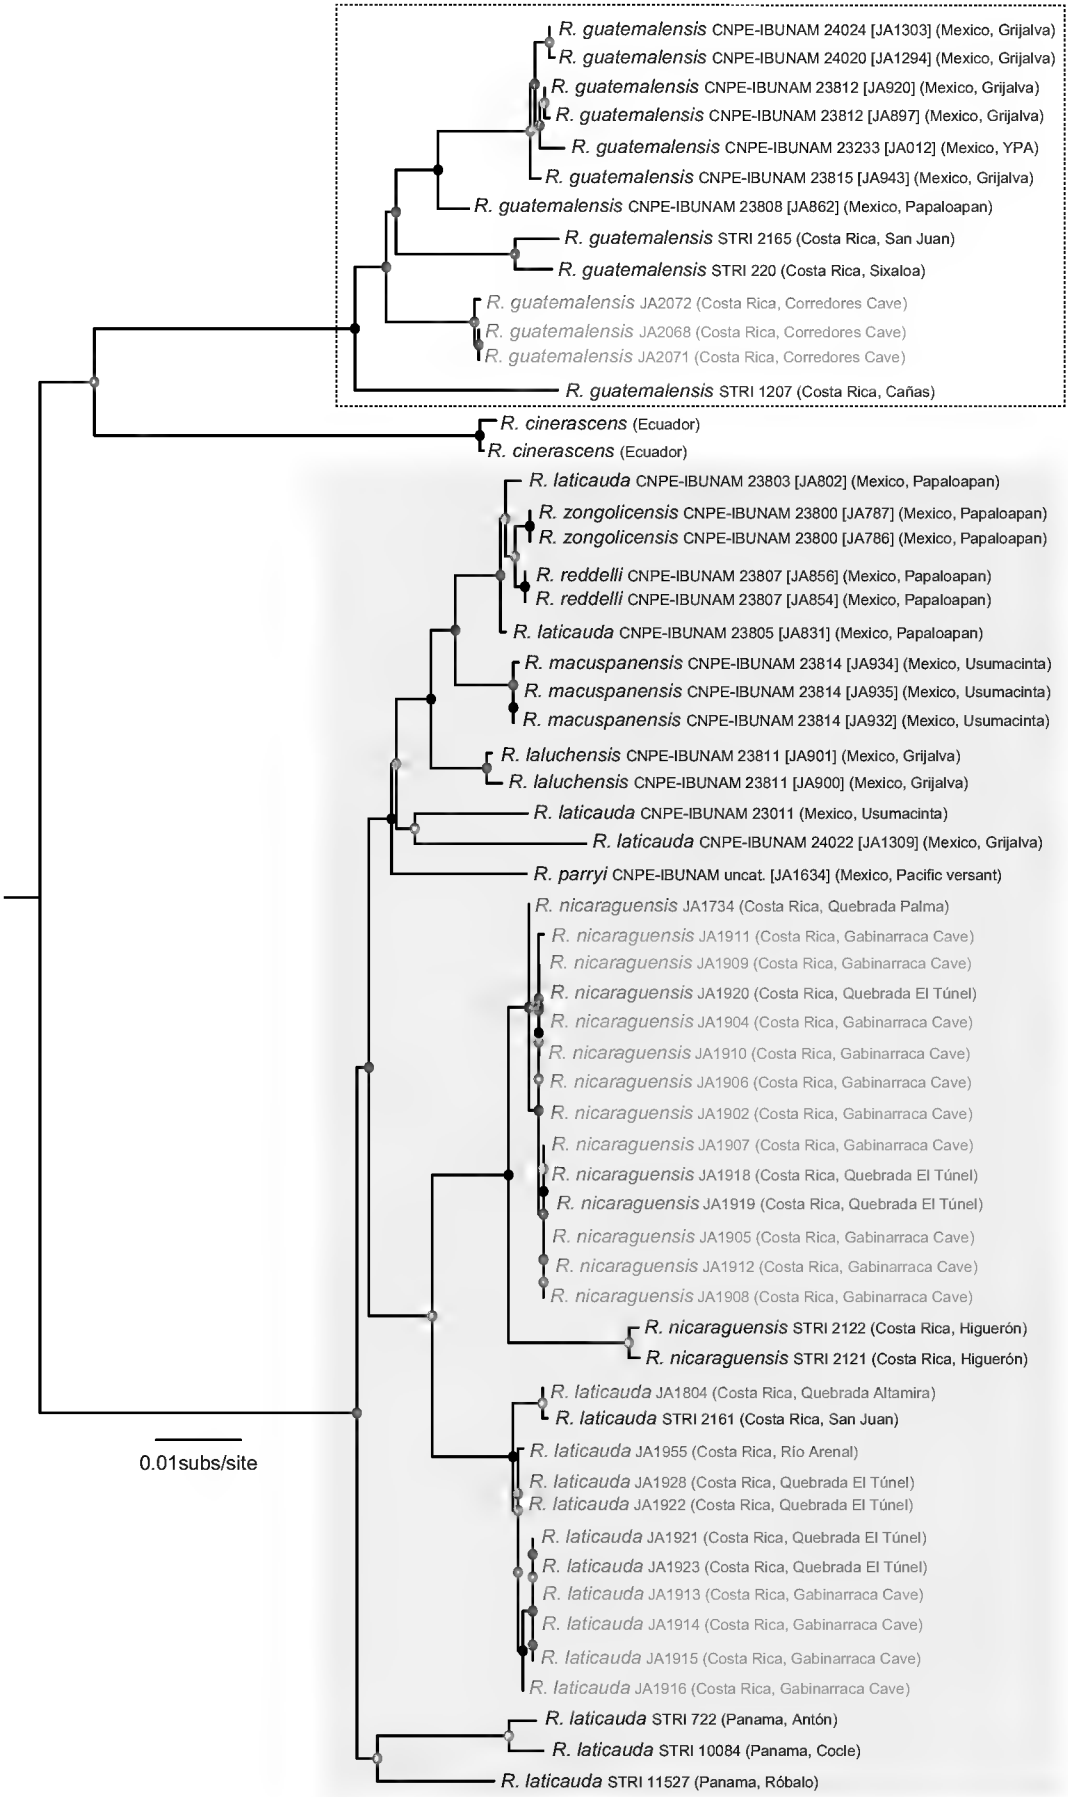 R. guatemalensis CNPE-IBUNAM 24024 [JA1303] (Mexico, Grijalva)
R. guatemalensis CNPE-IBUNAM 24020 [JA1294] (Mexico, Grijalva)
R. guatemalensis CNPE-IBUNAM 23812 [JA920] (Mexico, Grijalva)
R. guatemalensis CNPE-IBUNAM 23812 [JA897] (Mexico, Grijalva)
R. guatemalensis CNPE-IBUNAM 23233 [JA012] (Mexico, YPA)
R. guatemalensis CNPE-IBUNAM 23815 [JA943] (Mexico, Grijalva)
R. guatemalensis CNPE-IBUNAM 23808 [JA862] (Mexico, Papaloapan)
R. guatemalensis STRI 2165 (Costa Rica, San Juan)
R. guatemalensis STRI 220 (Costa Rica, Sixaloa)
R. guatemalensis JA2072 (Costa Rica, Corredores Cave)
R. guatemalensis JA2068 (Costa Rica, Corredores Cave)
R. guatemalensis JA2071 (Costa Rica, Corredores Cave)
R. guatemalensis STRI 1207 (Costa Rica, Cañas)
R. cinerascens (Ecuador)
R. cinerascens (Ecuador)
R. laticauda CNPE-IBUNAM 23803 [JA802] (Mexico, Papaloapan)
R. zongolicensis CNPE-IBUNAM 23800 [JA787] (Mexico, Papaloapan)
R. zongolicensis CNPE-IBUNAM 23800 [JA786] (Mexico, Papaloapan)
R. reddelli CNPE-IBUNAM 23807 [JA856] (Mexico, Papaloapan)
R. reddelli CNPE-IBUNAM 23807 [JA854] (Mexico, Papaloapan)
R. laticauda CNPE-IBUNAM 23805 [JA831] (Mexico, Papaloapan)
R. macuspanensis CNPE-IBUNAM 23814 [JA934] (Mexico, Usumacinta)
R. macuspanensis CNPE-IBUNAM 23814 [JA935] (Mexico, Usumacinta)
R. macuspanensis CNPE-IBUNAM 23814 [JA932] (Mexico, Usumacinta)
R. laluchensis CNPE-IBUNAM 23811 [JA901] (Mexico, Grijalva)
R. laluchensis CNPE-IBUNAM 23811 [JA900] (Mexico, Grijalva)
R. laticauda CNPE-IBUNAM 23011 (Mexico, Usumacinta)
R. laticauda CNPE-IBUNAM 24022 [JA1309] (Mexico, Grijalva)
R. parryi CNPE-IBUNAM uncat. [JA1634] (Mexico, Pacific versant)
R. nicaraguensis JA1734 (Costa Rica, Quebrada Palma)
R. nicaraguensis JA1911 (Costa Rica, Gabinarraca Cave)
R. nicaraguensis JA1909 (Costa Rica, Gabinarraca Cave)
R. nicaraguensis JA1920 (Costa Rica, Quebrada El Túnel)
R. nicaraguensis JA1904 (Costa Rica, Gabinarraca Cave)
R. nicaraguensis JA1910 (Costa Rica, Gabinarraca Cave)
R. nicaraguensis JA1906 (Costa Rica, Gabinarraca Cave)
R. nicaraguensis JA1902 (Costa Rica, Gabinarraca Cave)
R. nicaraguensis JA1907 (Costa Rica, Gabinarraca Cave)
R. nicaraguensis JA1918 (Costa Rica, Quebrada El Túnel)
R. nicaraguensis JA1919 (Costa Rica, Quebrada El Túnel)
R. nicaraguensis JA1905 (Costa Rica, Gabinarraca Cave)
R. nicaraguensis JA1912 (Costa Rica, Gabinarraca Cave)
R. nicaraguensis JA1908 (Costa Rica, Gabinarraca Cave)
R. nicaraguensis STRI 2122 (Costa Rica, Higuerón)
R. nicaraguensis STRI 2121 (Costa Rica, Higuerón)
R. laticauda JA1804 (Costa Rica, Quebrada Altamira)
R. laticauda STRI 2161 (Costa Rica, San Juan)
R. laticauda JA1955 (Costa Rica, Río Arenal)
0.01subs/site
R. laticauda JA1928 (Costa Rica, Quebrada El Túnel)
R. laticauda JA1922 (Costa Rica, Quebrada El Túnel)
R. laticauda JA1921 (Costa Rica, Quebrada El Túnel)
R. laticauda JA1923 (Costa Rica, Quebrada El Túnel)
R. laticauda JA1913 (Costa Rica, Gabinarraca Cave)
R. laticauda JA1914 (Costa Rica, Gabinarraca Cave)
R. laticauda JA1915 (Costa Rica, Gabinarraca Cave)
R. laticauda JA1916 (Costa Rica, Gabinarraca Cave)
R. laticauda STRI 722 (Panama, Antón)
R. laticauda STRI 10084 (Panama, Cocle)
R. laticauda STRI 11527 (Panama, Róbalo)